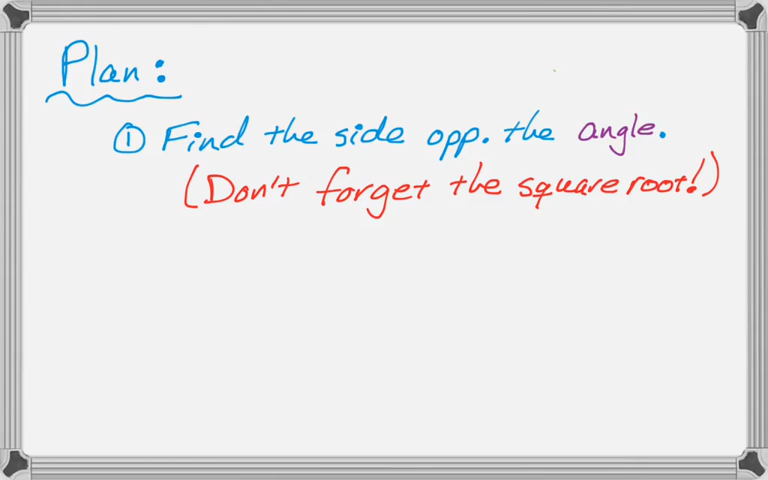 Plan:
① Find the side opp. the angle.
(Don't forget the square root!)